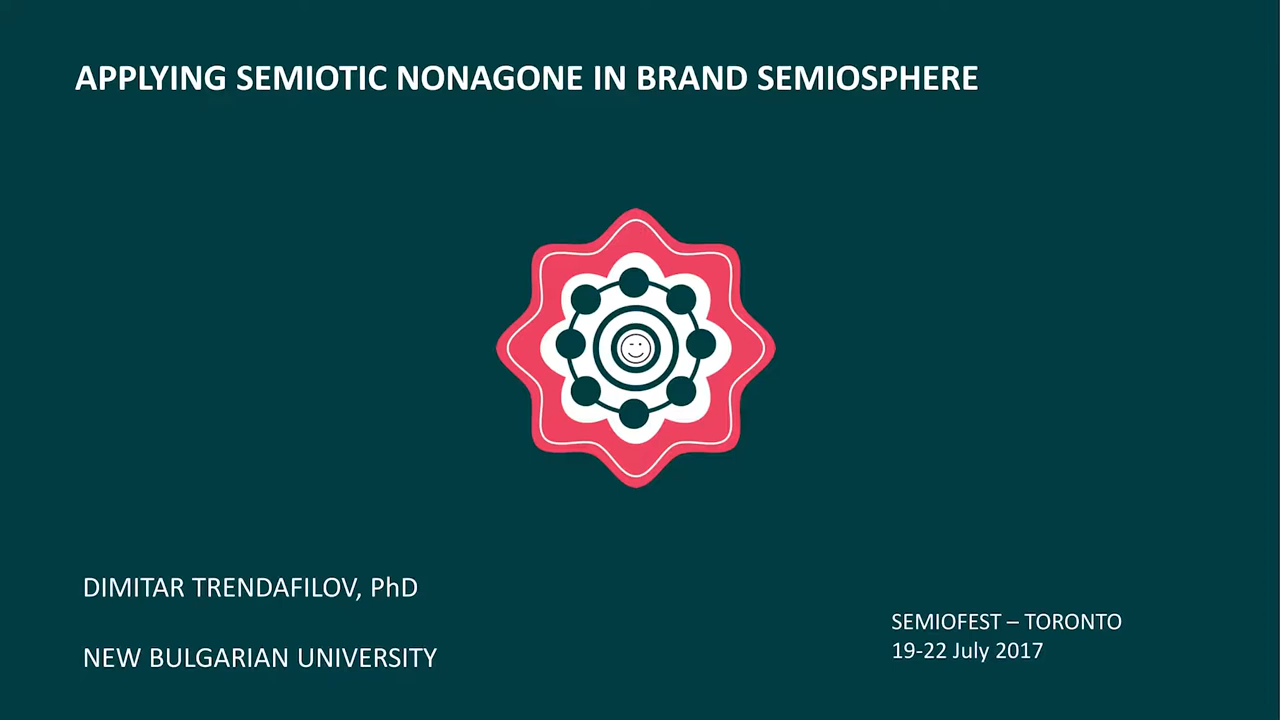 APPLYING SEMIOTIC NONAGONE IN BRAND SEMIOSPHERE
DIMITAR TRENDAFILOV, PhD
NEW BULGARIAN UNIVERSITY
SEMIOFEST – TORONTO
19-22 July 2017